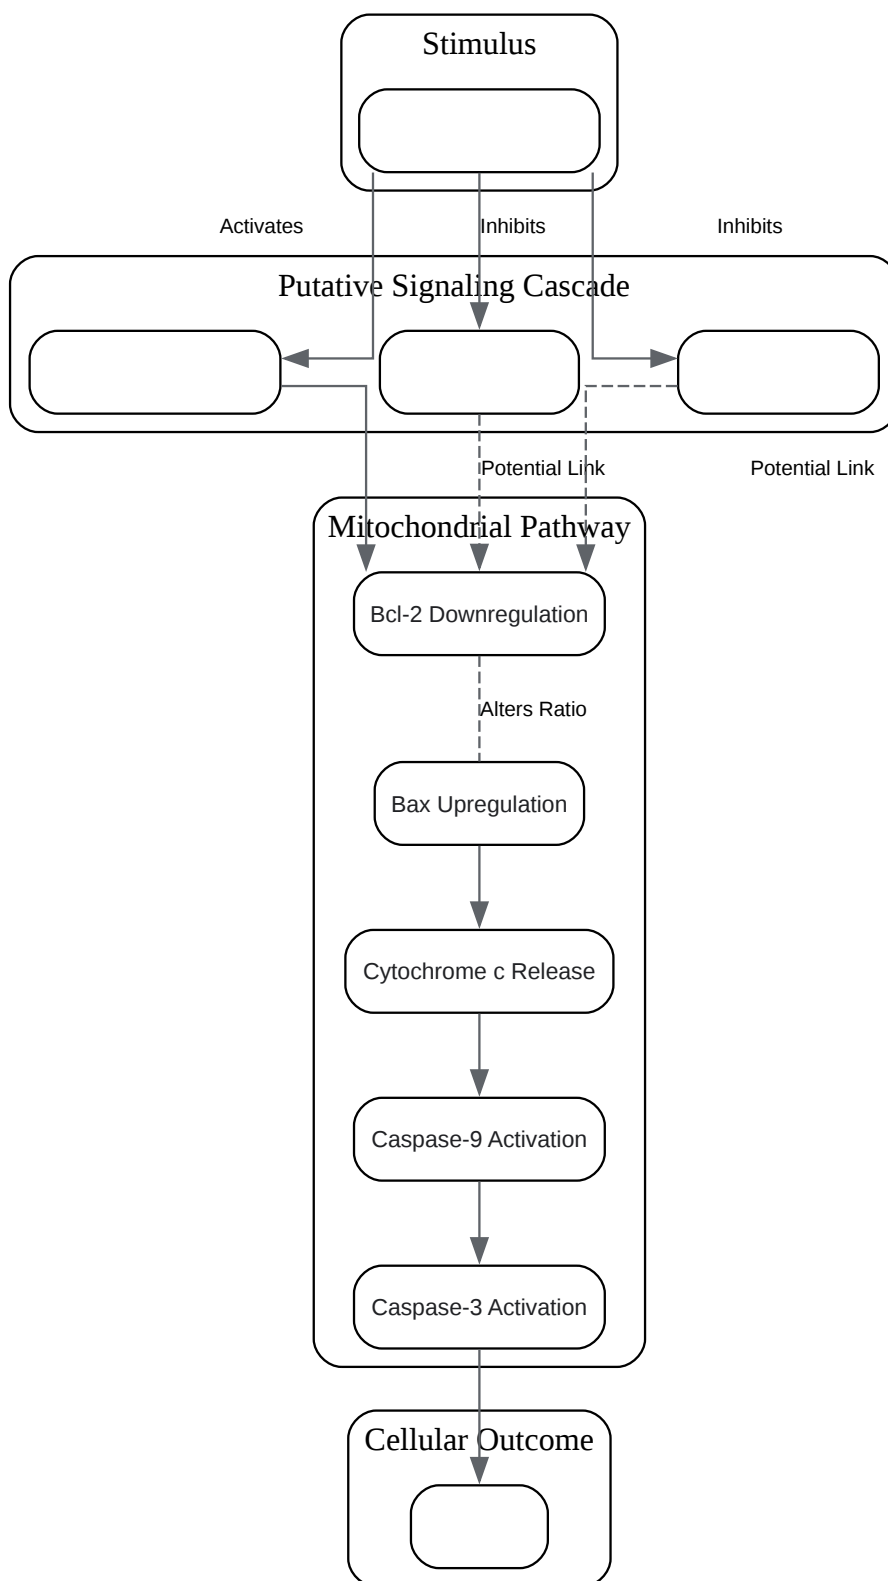 Stimulus
Activates
Inhibits
Inhibits
Putative Signaling Cascade
Potential Link
Potential Link
Mitochondrial Pathway
Bcl-2 Downregulation
Alters Ratio
Bax Upregulation
Cytochrome c Release
Caspase-9 Activation
Caspase-3 Activation
Cellular Outcome